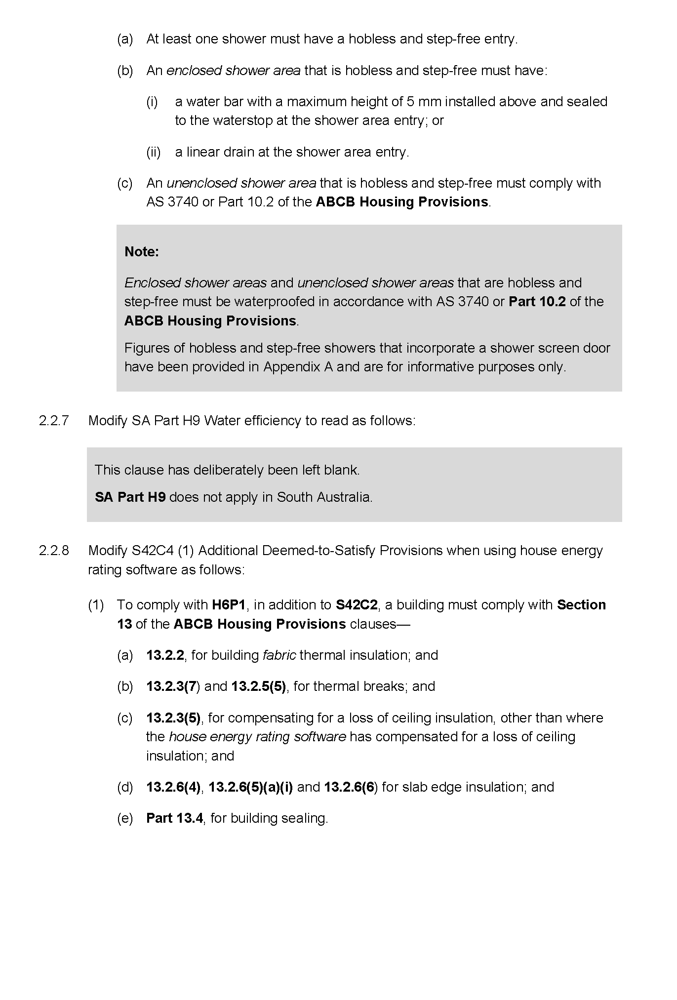 (a) At least one shower must have a hobless and step-free entry.
(b) An enclosed shower area that is hobless and step-free must have:
(i) a water bar with a maximum height of 5 mm installed above and sealed
to the waterstop at the shower area entry; or
(ii) a linear drain at the shower area entry.
(c) An unenclosed shower area that is hobless and step-free must comply with
AS 3740 or Part 10.2 of the ABCB Housing Provisions.
Note:
Enclosed shower areas and unenclosed shower areas that are hobless and
step-free must be waterproofed in accordance with AS 3740 or Part 10.2 of the
ABCB Housing Provisions.
Figures of hobless and step-free showers that incorporate a shower screen door
have been provided in Appendix A and are for informative purposes only.
2.2.7 Modify SA Part H9 Water efficiency to read as follows:
This clause has deliberately been left blank.
SA Part H9 does not apply in South Australia.
2.2.8 Modify S42C4 (1) Additional Deemed-to-Satisfy Provisions when using house energy
rating software as follows:
(1) To comply with H6P1, in addition to S42C2, a building must comply with Section
13 of the ABCB Housing Provisions clauses—
(a) 13.2.2, for building fabric thermal insulation; and
(b) 13.2.3(7) and 13.2.5(5), for thermal breaks; and
(c) 13.2.3(5), for compensating for a loss of ceiling insulation, other than where
the house energy rating software has compensated for a loss of ceiling
insulation; and
(d) 13.2.6(4), 13.2.6(5)(a)(i) and 13.2.6(6) for slab edge insulation; and
(e) Part 13.4, for building sealing.